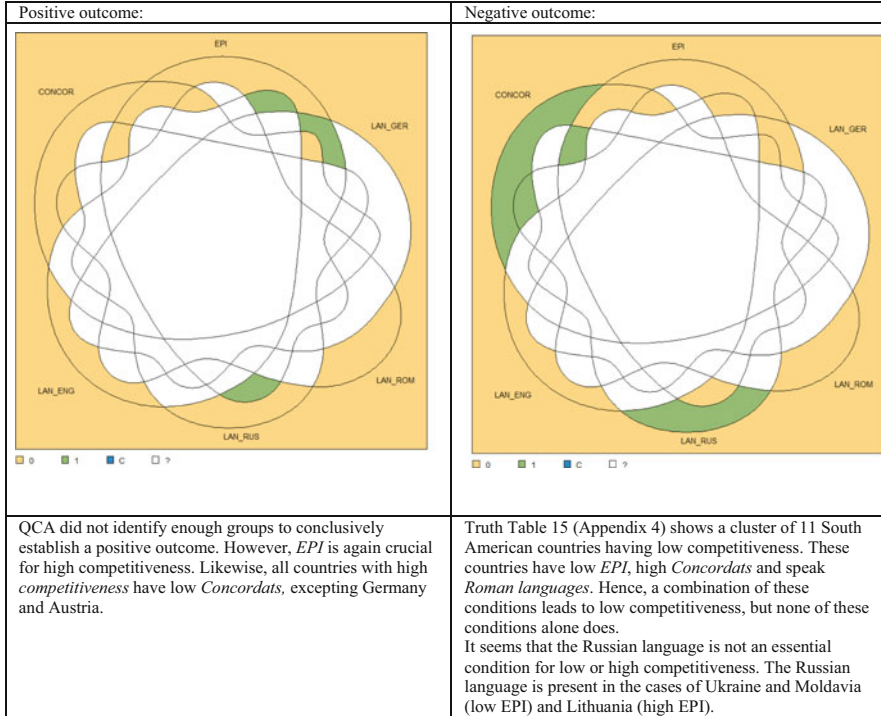 Positive outcome:
EPI
CONCOR
LAN_GER
LAN_ENG
LAN_ROM
LAN_RUS
0 1 C ?
QCA did not identify enough groups to conclusively
establish a positive outcome. However, EPI is again crucial
for high competitiveness. Likewise, all countries with high
competitiveness have low Concordats, excepting Germany
and Austria.
Negative outcome:
EPI
CONCOR
LAN_GER
LAN_ENG
LAN_ROM
LAN_RUS
0 1 C ?
Truth Table 15 (Appendix 4) shows a cluster of 11 South
American countries having low competitiveness. These
countries have low EPI, high Concordats and speak
Roman languages. Hence, a combination of these
conditions leads to low competitiveness, but none of these
conditions alone does.
It seems that the Russian language is not an essential
condition for low or high competitiveness. The Russian
language is present in the cases of Ukraine and Moldavia
(low EPI) and Lithuania (high EPI).